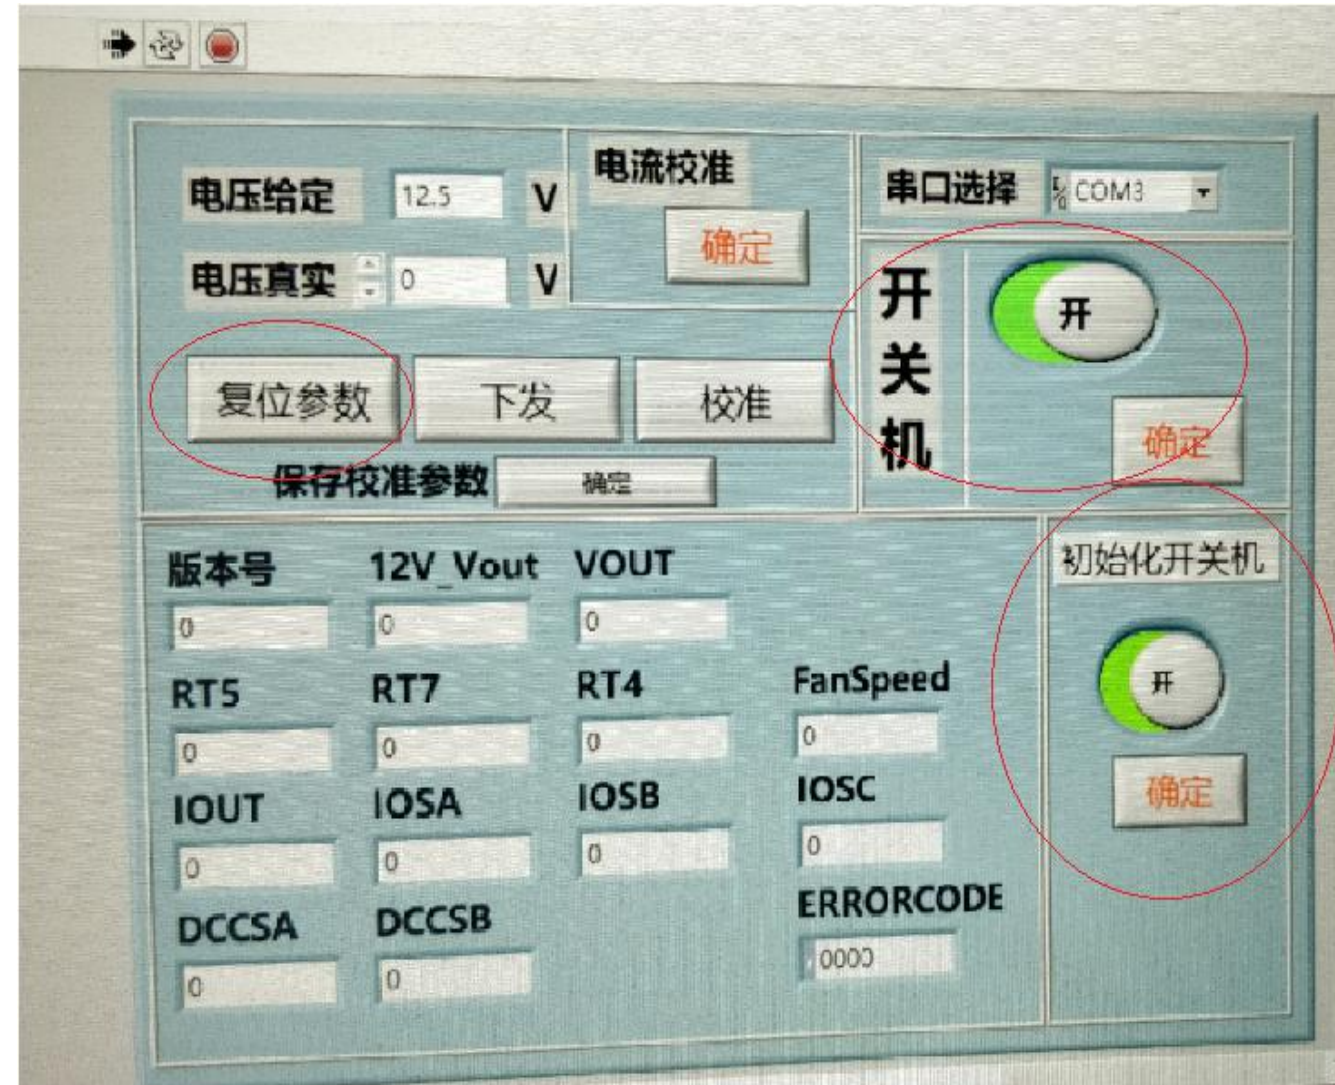 电压给定 12.5 V
电流校准
确定
串口选择 I/0 COM3
电压真实 0 V
开关机
开
确定
复位参数 下发 校准
保存校准参数 确定
版本号 12V_Vout VOUT
0 0 0
RT5 RT7 RT4 FanSpeed
0 0 0 0
IOUT IOSA IOSB IOSC
0 0 0 0
DCCSA DCCSB ERRORCODE
0 0 0000
初始化开关机
开
确定